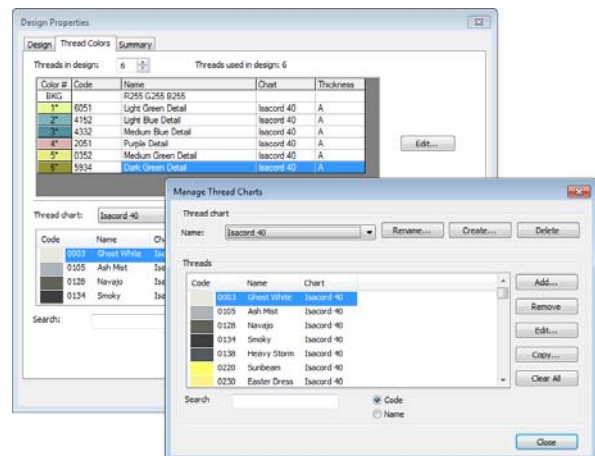 Design Properties
Design Thread Colors Summary
Threads in design: 6 Threads used in design: 6
Color # Code Name Chart Thickness
BKG R255 G255 B255
1* 6051 Light Green Detail Isacord 40 A
2* 4152 Light Blue Detail Isacord 40 A
3* 4332 Medium Blue Detail Isacord 40 A
4* 2051 Purple Detail Isacord 40 A
5* 0352 Medium Green Detail Isacord 40 A
6* 5934 Dark Green Detail Isacord 40 A
Edit...
Thread chart: Isacord 40
Code Name Ch
0003 Ghost White Isa
0105 Ash Mist Isa
0128 Navajo Isa
0134 Smoky Isa
Search:
Manage Thread Charts
Thread chart
Name: Isacord 40 Rename... Create... Delete
Threads
Code Name Chart
0003 Ghost White Isacord 40
0105 Ash Mist Isacord 40
0128 Navajo Isacord 40
0134 Smoky Isacord 40
0138 Heavy Storm Isacord 40
0220 Sunbeam Isacord 40
0230 Easter Dress Isacord 40
Add...
Remove
Edit...
Copy...
Clear All
Search Code
Name
Close